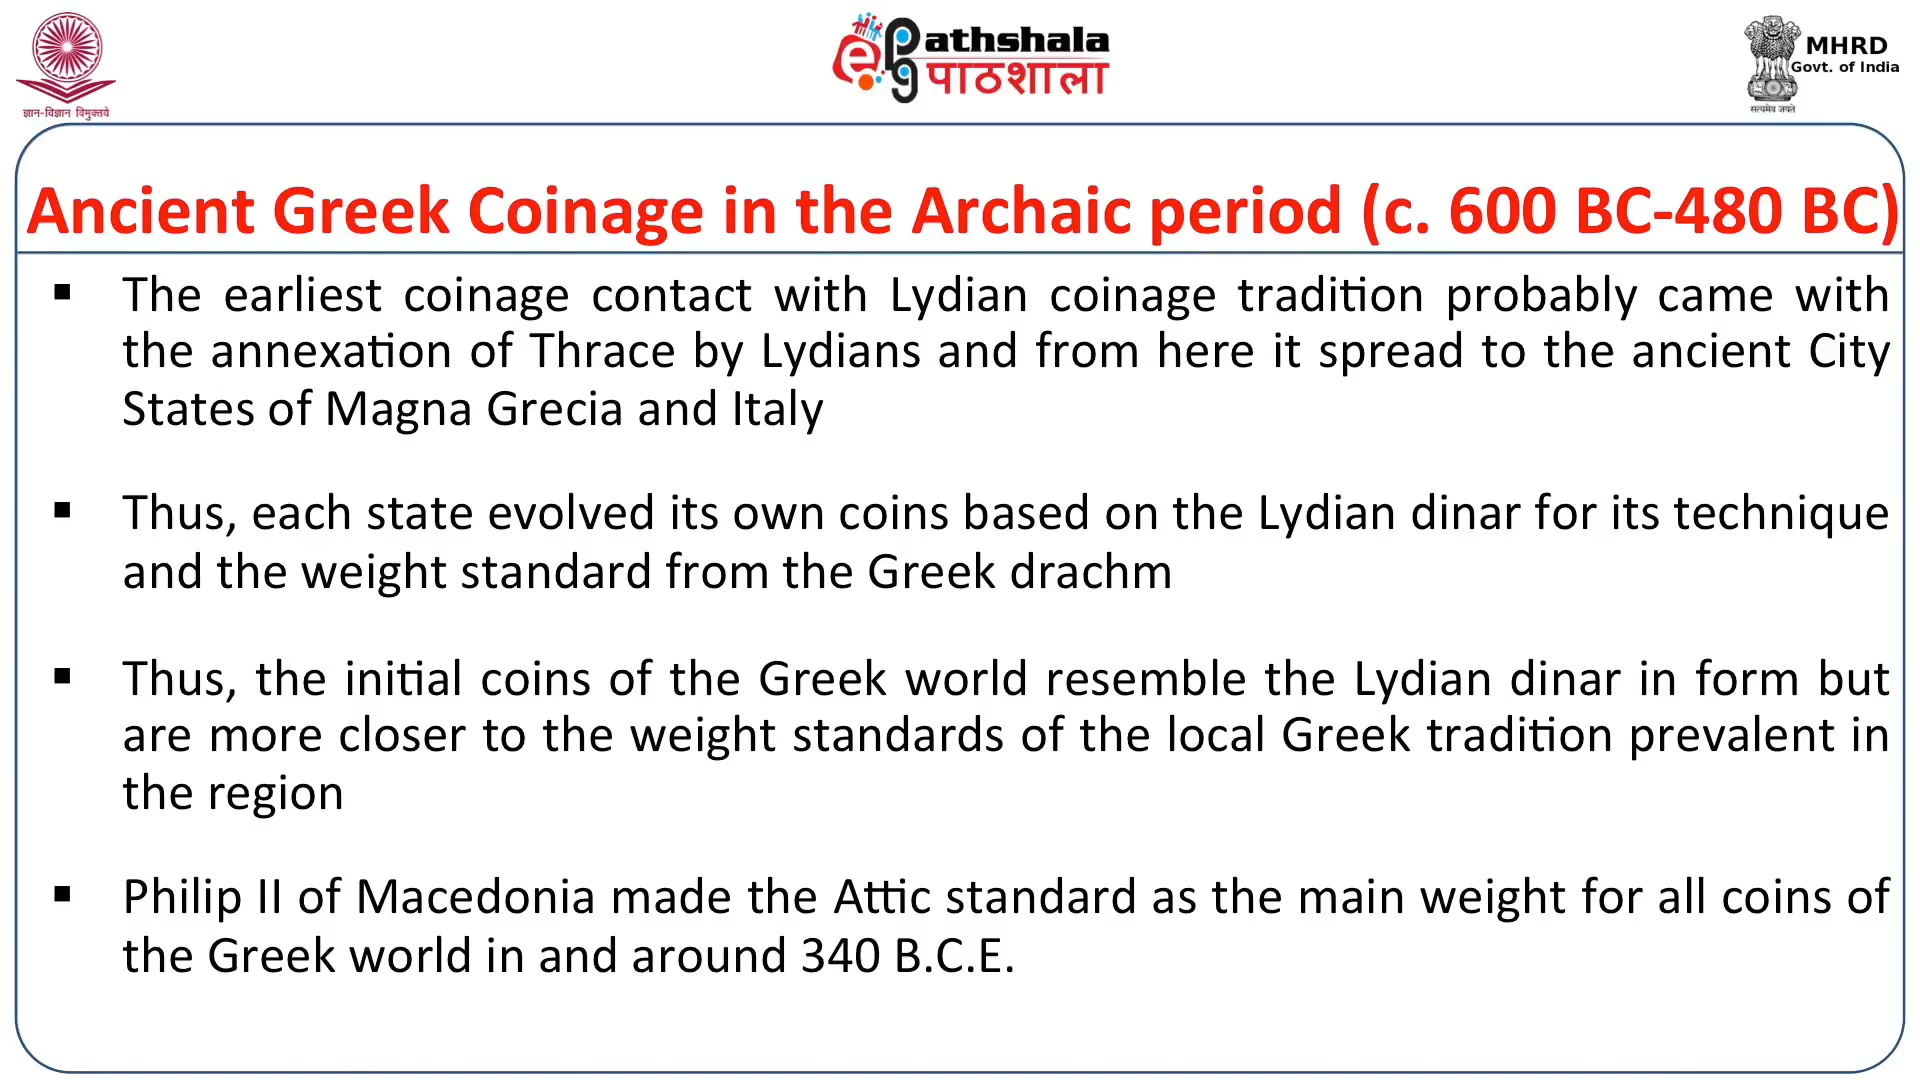 ज्ञान-विज्ञान विमुक्तये
ePathshala
पाठशाला
MHRD
Govt. of India
सत्यमेव जयते
Ancient Greek Coinage in the Archaic period (c. 600 BC-480 BC)
▪ The earliest coinage contact with Lydian coinage tradition probably came with
the annexation of Thrace by Lydians and from here it spread to the ancient City
States of Magna Grecia and Italy
▪ Thus, each state evolved its own coins based on the Lydian dinar for its technique
and the weight standard from the Greek drachm
▪ Thus, the initial coins of the Greek world resemble the Lydian dinar in form but
are more closer to the weight standards of the local Greek tradition prevalent in
the region
▪ Philip II of Macedonia made the Attic standard as the main weight for all coins of
the Greek world in and around 340 B.C.E.